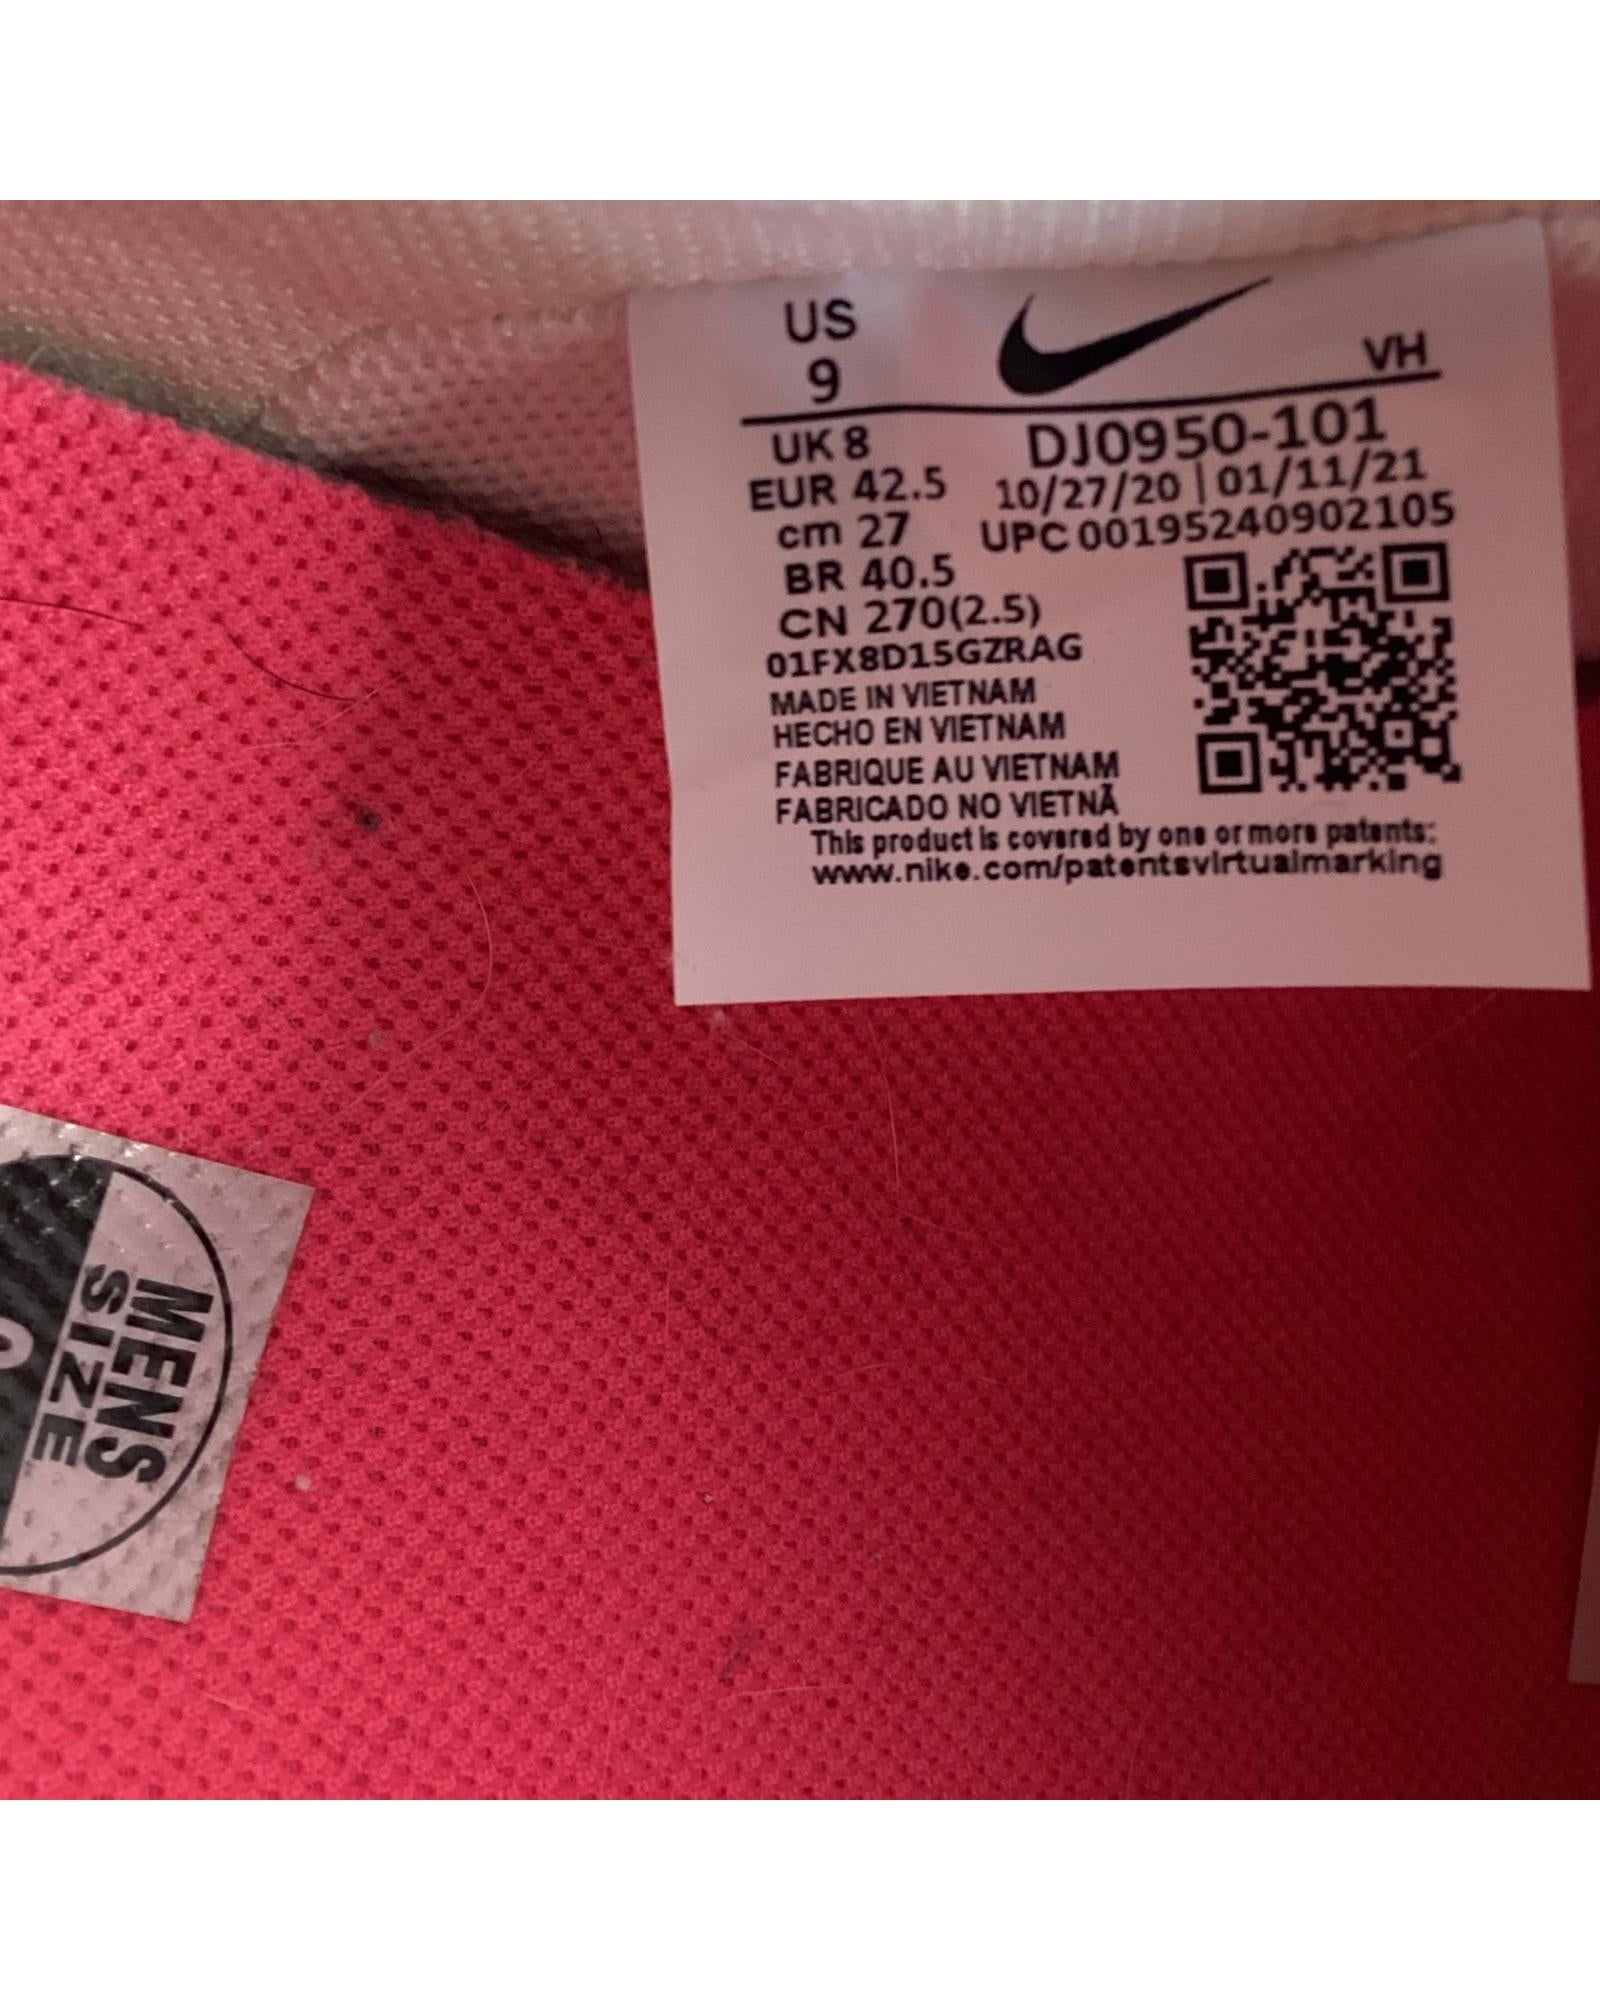 US
9
VH
UK 8
EUR 42.5
cm 27
BR 40.5
CN 270(2.5)
DJ0950-101
10/27/20 | 01/11/21
UPC 00195240902105
01FX8D15GZRAG
MADE IN VIETNAM
HECHO EN VIETNAM
FABRIQUE AU VIETNAM
FABRICADO NO VIETNÃ
This product is covered by one or more patents:
www.nike.com/patentsvirtualmarking
MENS
SIZE